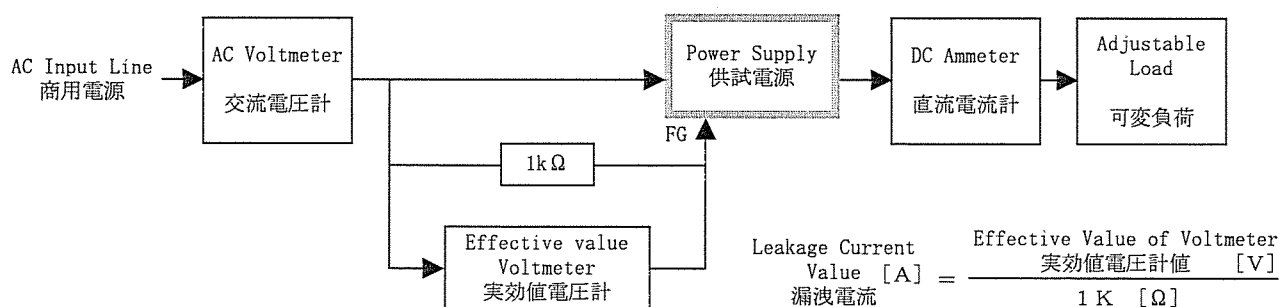 AC Input Line
商用電源
AC Voltmeter
交流電圧計
Power Supply
供試電源
DC Ammeter
直流電流計
Adjustable
Load
可変負荷
FG
1kΩ
Effective value
Voltmeter
実効値電圧計
Leakage Current
Value [A] =
漏洩電流
Effective Value of Voltmeter
実効値電圧計値 [V]
1 K [Ω]